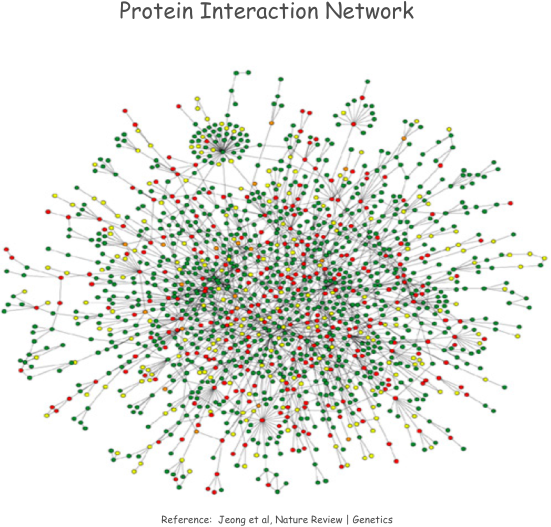 Protein Interaction Network
Reference: Jeong et al, Nature Review | Genetics